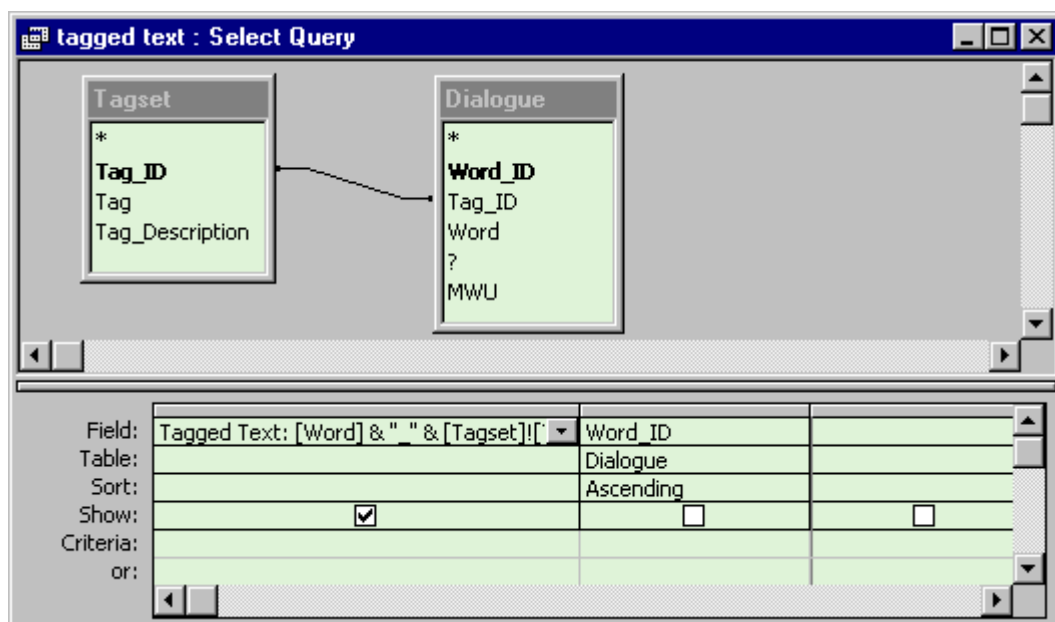 tagged text : Select Query
Tagset
*
Tag_ID
Tag
Tag_Description
Dialogue
*
Word_ID
Tag_ID
Word
?
MWU
Field: Tagged Text: [Word] & "_" & [Tagset]![ Word_ID
Table: Dialogue
Sort: Ascending
Show:
Criteria:
or: